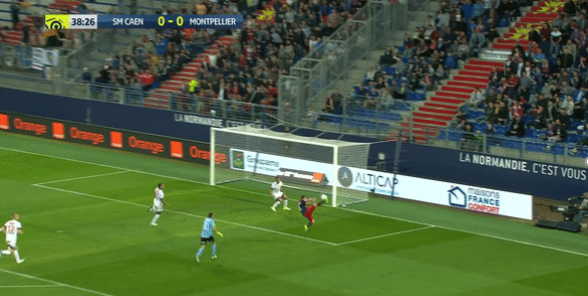 38:26 SM CAEN 0 - 0 MONTPELLIER
LA NORMANDIE,
Orange Orange Orange Orange
Groupama
ALTICAP
LA NORMANDIE, C'EST VOUS
maisons
FRANCE
CONFORT